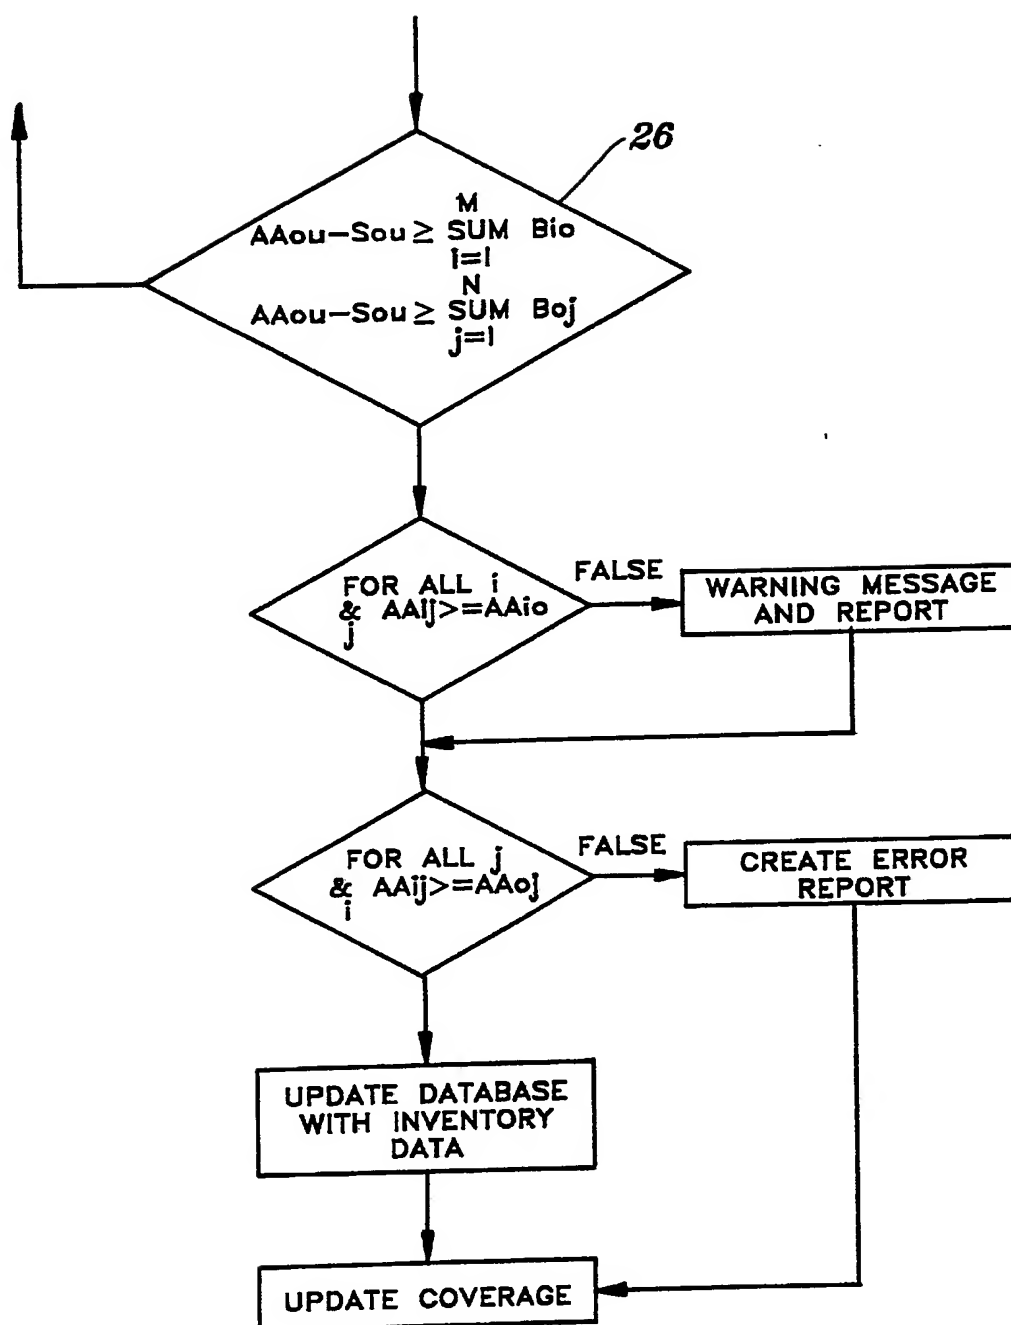 26
M
AAou-Sou ≥ SUM Bio
i=1
N
AAou-Sou ≥ SUM Boj
j=1
FOR ALL i
& AAij>=AAio
j
FALSE
WARNING MESSAGE
AND REPORT
FOR ALL j
& AAij>=AAoj
i
FALSE
CREATE ERROR
REPORT
UPDATE DATABASE
WITH INVENTORY
DATA
UPDATE COVERAGE